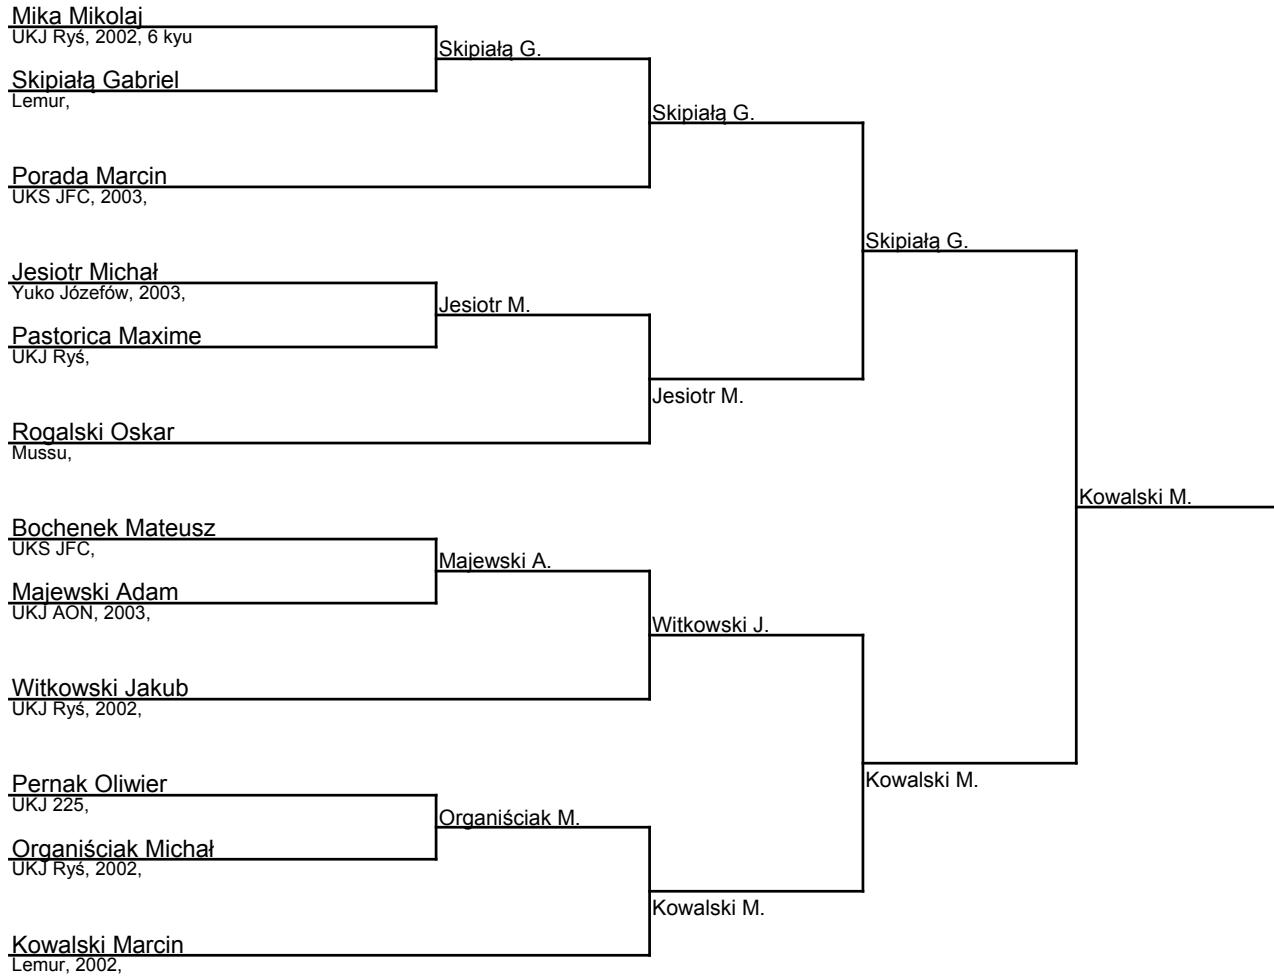 Mika Mikolaj
UKJ Ryś, 2002, 6 kyu
Skipiałą G.
Skipiałą Gabriel
Lemur,
Skipiałą G.
Porada Marcin
UKS JFC, 2003,
Skipiałą G.
Jesiotr Michał
Yuko Józefów, 2003,
Jesiotr M.
Pastorica Maxime
UKJ Ryś,
Jesiotr M.
Rogalski Oskar
Mussu,
Kowalski M.
Bochenek Mateusz
UKS JFC,
Majewski A.
Majewski Adam
UKJ AON, 2003,
Witkowski J.
Witkowski Jakub
UKJ Ryś, 2002,
Kowalski M.
Pernak Oliwier
UKJ 225,
Organiściak M.
Organiściak Michał
UKJ Ryś, 2002,
Kowalski M.
Kowalski Marcin
Lemur, 2002,